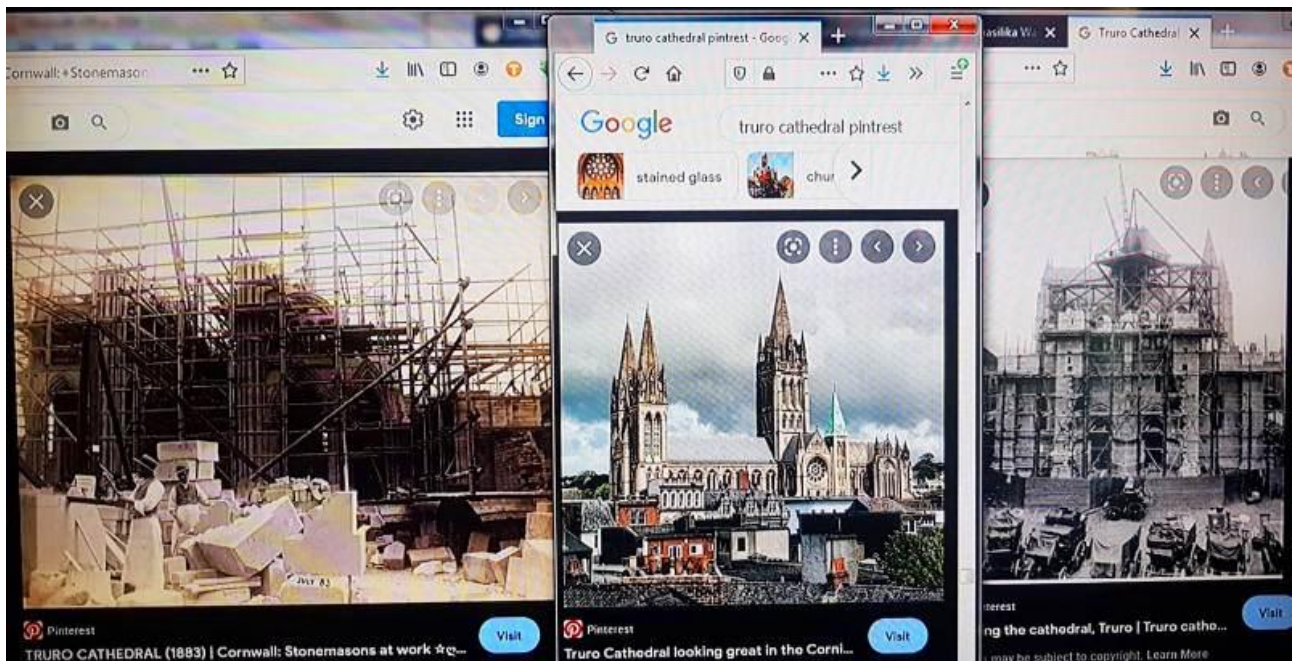 G truro cathedral pintrest - Goog
asilika Wa
G Truro Cathedral
Cornwall:+Stonemason
Sign
Google
truro cathedral pintrest
stained glass
chur
JULY 83
Pinterest
TRURO CATHEDRAL (1883) | Cornwall: Stonemasons at work
Visit
Pinterest
Truro Cathedral looking great in the Corni...
Visit
terest
ng the cathedral, Truro | Truro cathe...
Visit
may be subject to copyright. Learn More